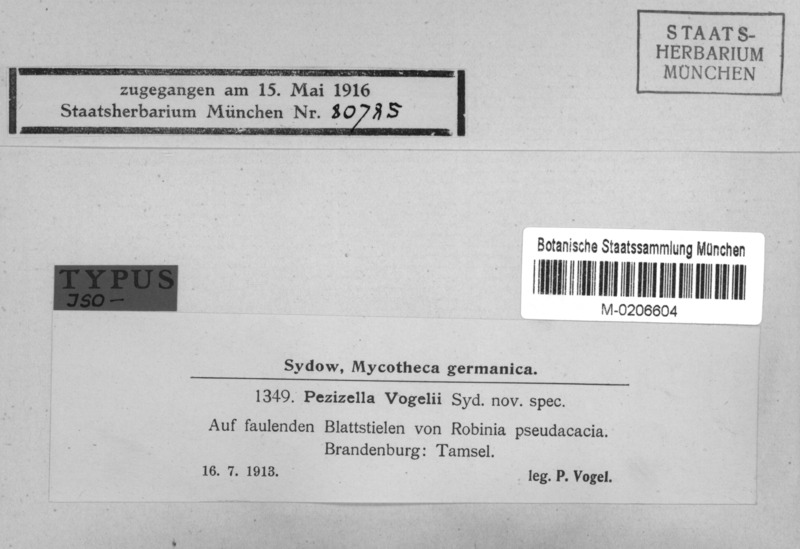 STAATS-
HERBARIUM
MÜNCHEN
zugegangen am 15. Mai 1916
Staatsherbarium München Nr. 80785
Botanische Staatssammlung München
M-0206604
TYPUS
JSO-
Sydow, Mycotheca germanica.
1349. Pezizella Vogelii Syd. nov. spec.
Auf faulenden Blattstielen von Robinia pseudacacia.
Brandenburg: Tamsel.
16. 7. 1913. leg. P. Vogel.